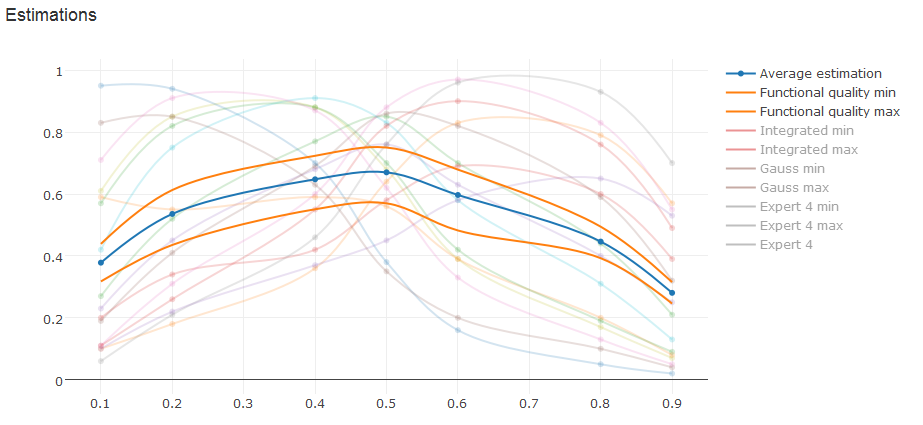 Estimations
1
0.8
0.6
0.4
0.2
0
0.1 0.2 0.3 0.4 0.5 0.6 0.7 0.8 0.9
Average estimation
Functional quality min
Functional quality max
Integrated min
Integrated max
Gauss min
Gauss max
Expert 4 min
Expert 4 max
Expert 4